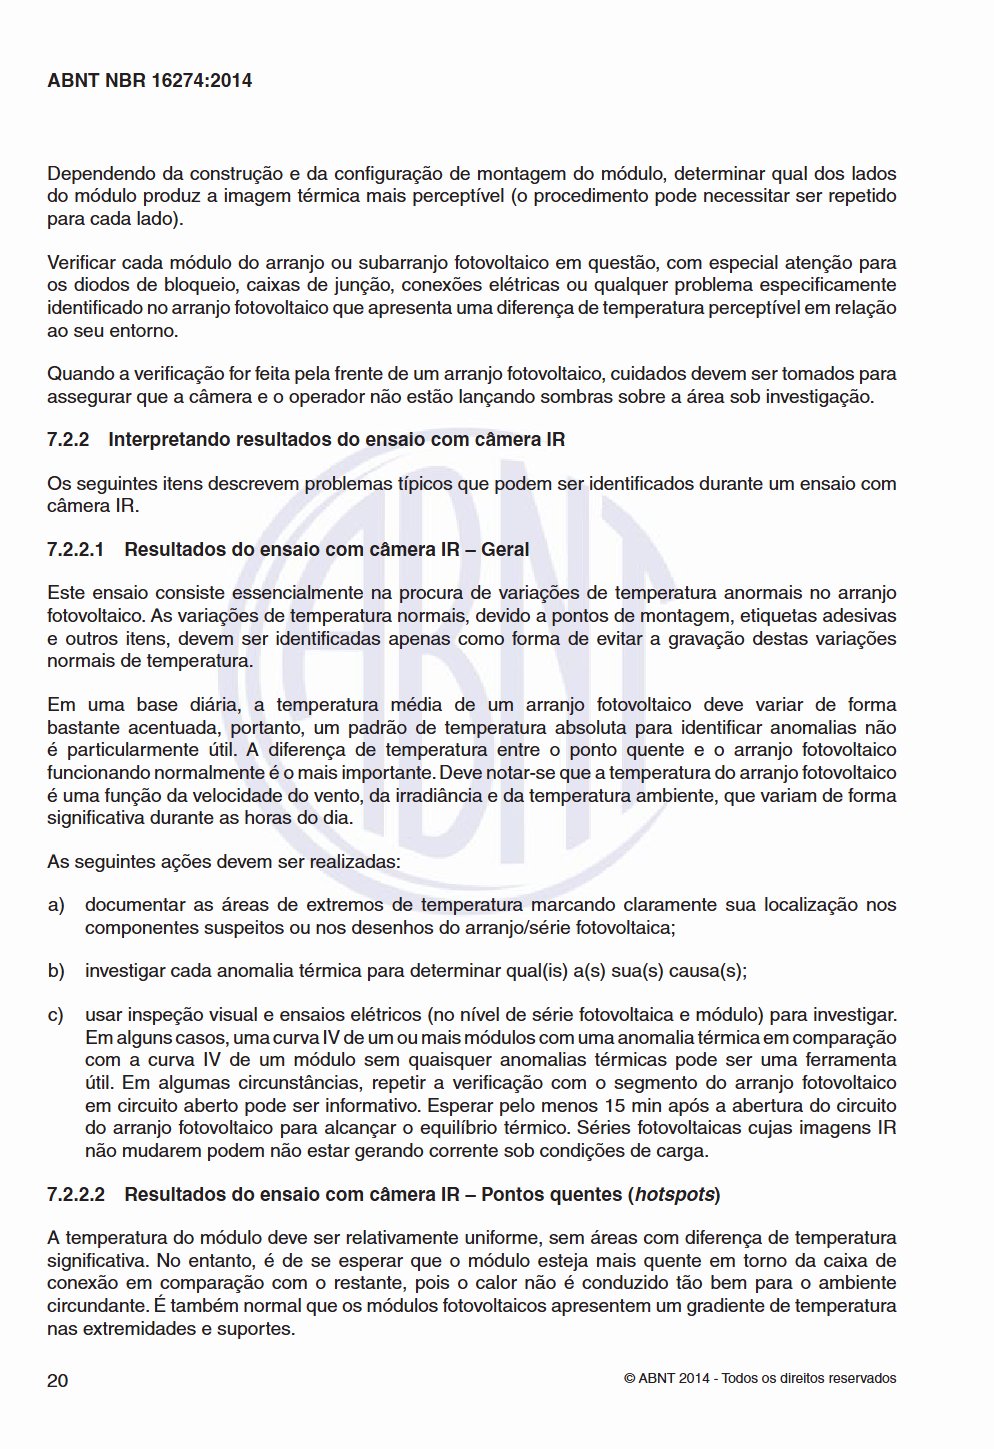 ABNT NBR 16274:2014
Dependendo da construção e da configuração de montagem do módulo, determinar qual dos lados
do módulo produz a imagem térmica mais perceptível (o procedimento pode necessitar ser repetido
para cada lado).
Verificar cada módulo do arranjo ou subarranjo fotovoltaico em questão, com especial atenção para
os diodos de bloqueio, caixas de junção, conexões elétricas ou qualquer problema especificamente
identificado no arranjo fotovoltaico que apresenta uma diferença de temperatura perceptível em relação
ao seu entorno.
Quando a verificação for feita pela frente de um arranjo fotovoltaico, cuidados devem ser tomados para
assegurar que a câmera e o operador não estão lançando sombras sobre a área sob investigação.
7.2.2 Interpretando resultados do ensaio com câmera IR
Os seguintes itens descrevem problemas típicos que podem ser identificados durante um ensaio com
câmera IR.
7.2.2.1 Resultados do ensaio com câmera IR – Geral
Este ensaio consiste essencialmente na procura de variações de temperatura anormais no arranjo
fotovoltaico. As variações de temperatura normais, devido a pontos de montagem, etiquetas adesivas
e outros itens, devem ser identificadas apenas como forma de evitar a gravação destas variações
normais de temperatura.
Em uma base diária, a temperatura média de um arranjo fotovoltaico deve variar de forma
bastante acentuada, portanto, um padrão de temperatura absoluta para identificar anomalias não
é particularmente útil. A diferença de temperatura entre o ponto quente e o arranjo fotovoltaico
funcionando normalmente é o mais importante. Deve notar-se que a temperatura do arranjo fotovoltaico
é uma função da velocidade do vento, da irradiância e da temperatura ambiente, que variam de forma
significativa durante as horas do dia.
As seguintes ações devem ser realizadas:
a) documentar as áreas de extremos de temperatura marcando claramente sua localização nos
componentes suspeitos ou nos desenhos do arranjo/série fotovoltaica;
b) investigar cada anomalia térmica para determinar qual(is) a(s) sua(s) causa(s);
c) usar inspeção visual e ensaios elétricos (no nível de série fotovoltaica e módulo) para investigar.
Em alguns casos, uma curva IV de um ou mais módulos com uma anomalia térmica em comparação
com a curva IV de um módulo sem quaisquer anomalias térmicas pode ser uma ferramenta
útil. Em algumas circunstâncias, repetir a verificação com o segmento do arranjo fotovoltaico
em circuito aberto pode ser informativo. Esperar pelo menos 15 min após a abertura do circuito
do arranjo fotovoltaico para alcançar o equilíbrio térmico. Séries fotovoltaicas cujas imagens IR
não mudarem podem não estar gerando corrente sob condições de carga.
7.2.2.2 Resultados do ensaio com câmera IR – Pontos quentes (hotspots)
A temperatura do módulo deve ser relativamente uniforme, sem áreas com diferença de temperatura
significativa. No entanto, é de se esperar que o módulo esteja mais quente em torno da caixa de
conexão em comparação com o restante, pois o calor não é conduzido tão bem para o ambiente
circundante. É também normal que os módulos fotovoltaicos apresentem um gradiente de temperatura
nas extremidades e suportes.
20
© ABNT 2014 - Todos os direitos reservados
ABNT